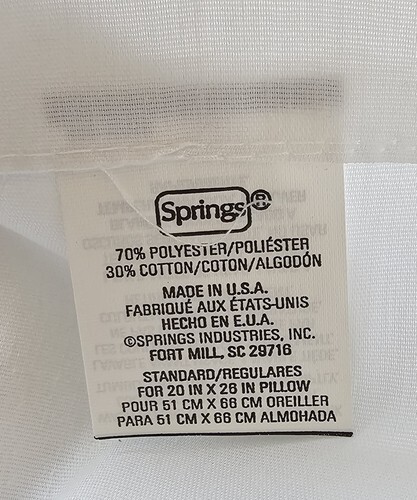 Springs®
70% POLYESTER/POLIÉSTER
30% COTTON/COTON/ALGODÓN
MADE IN U.S.A.
FABRIQUÉ AUX ÉTATS-UNIS
HECHO EN E.U.A.
©SPRINGS INDUSTRIES, INC.
FORT MILL, SC 29716
STANDARD/REGULARES
FOR 20 IN X 26 IN PILLOW
POUR 51 CM X 66 CM OREILLER
PARA 51 CM X 66 CM ALMOHADA